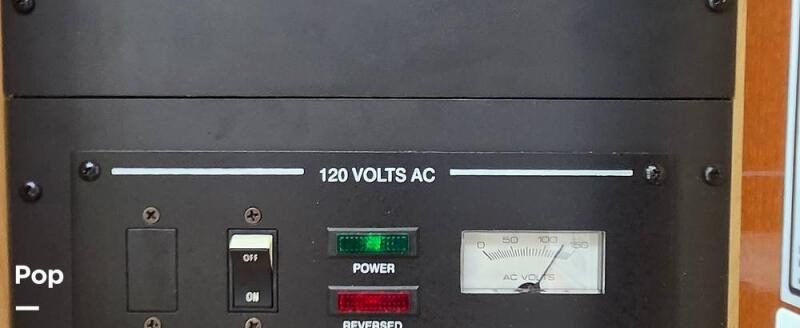 120 VOLTS AC
0 50 100 150
OFF
POWER
AC VOLTS
Pop
ON
REVERSED